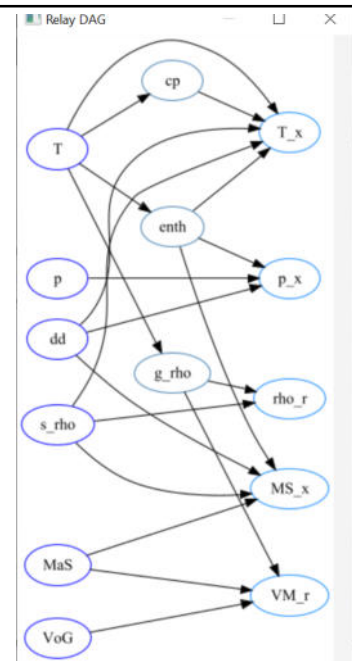 Relay DAG
cp
T_x
T
enth
p
p_x
dd
g_rho
rho_r
s_rho
MS_x
MaS
VM_r
VoG